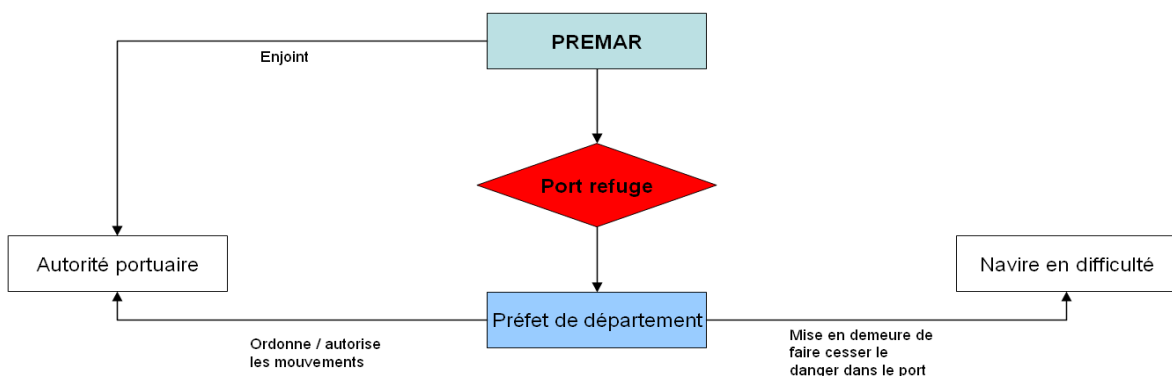 PREMAR
Enjoint
Port refuge
Autorité portuaire
Navire en difficulté
Préfet de département
Ordonne / autorise
les mouvements
Mise en demeure de
faire cesser le
danger dans le port